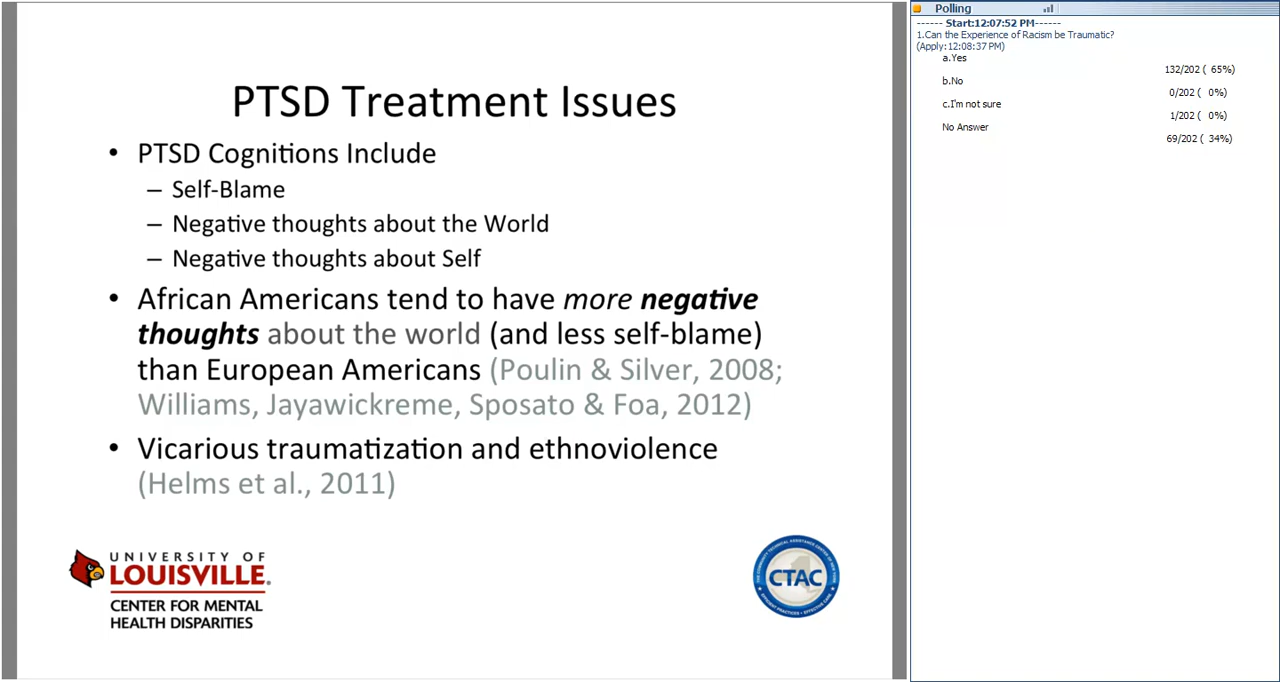 PTSD Treatment Issues
• PTSD Cognitions Include
– Self-Blame
– Negative thoughts about the World
– Negative thoughts about Self
• African Americans tend to have more negative
thoughts about the world (and less self-blame)
than European Americans (Poulin & Silver, 2008;
Williams, Jayawickreme, Sposato & Foa, 2012)
• Vicarious traumatization and ethnoviolence
(Helms et al., 2011)
UNIVERSITY OF
LOUISVILLE.
CENTER FOR MENTAL
HEALTH DISPARITIES
CTAC
Polling
------ Start:12:07:52 PM------
1.Can the Experience of Racism be Traumatic?
(Apply:12:08:37 PM)
a.Yes
132/202 ( 65%)
b.No
0/202 ( 0%)
c.I'm not sure
1/202 ( 0%)
No Answer
69/202 ( 34%)